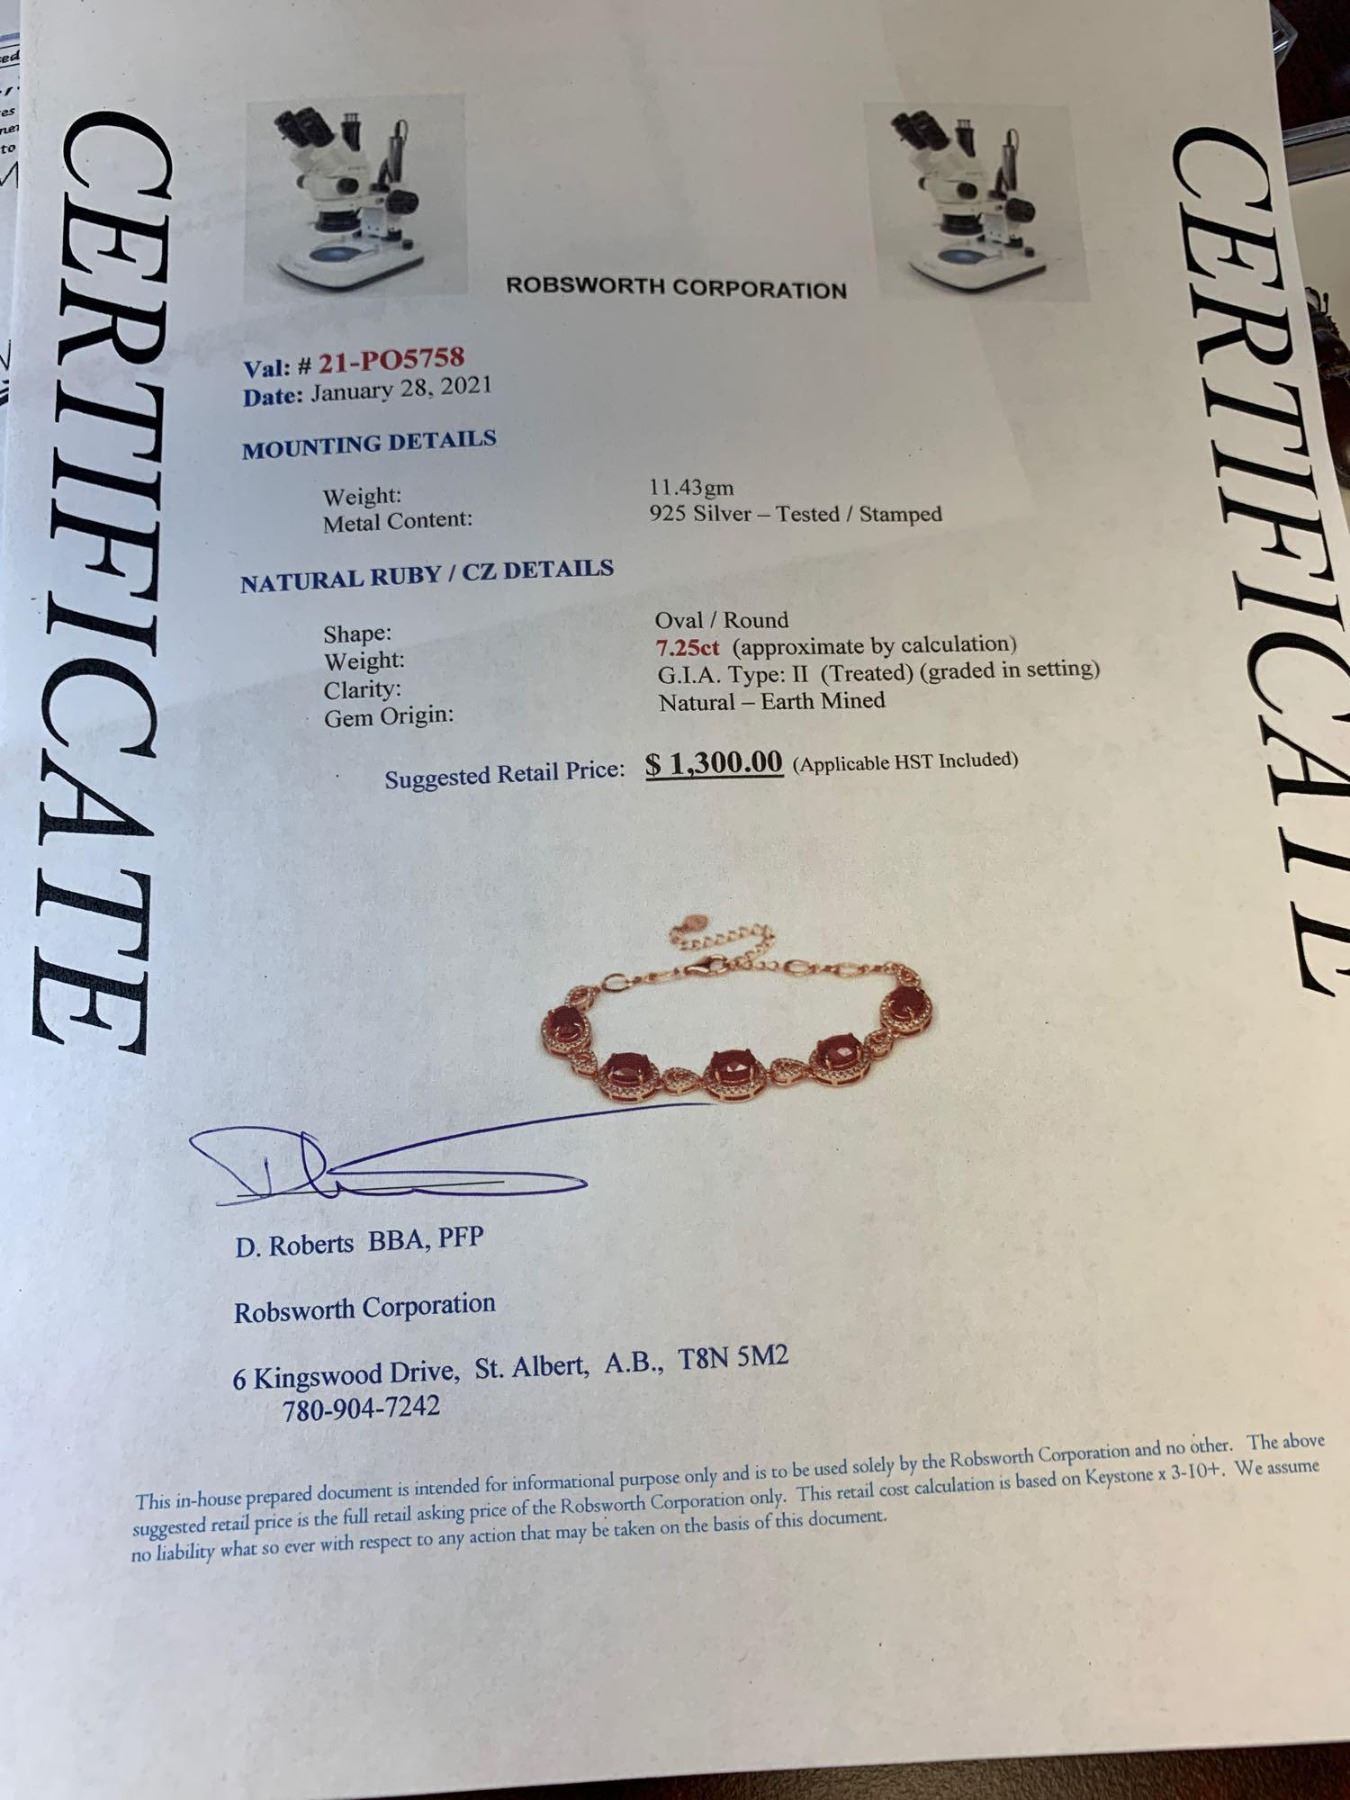 CERTIFICATE
CERTIFICATE
ROBSWORTH CORPORATION
Val: # 21-PO5758
Date: January 28, 2021
MOUNTING DETAILS
Weight: 11.43gm
Metal Content: 925 Silver – Tested / Stamped
NATURAL RUBY / CZ DETAILS
Shape: Oval / Round
Weight: 7.25ct (approximate by calculation)
Clarity: G.I.A. Type: II (Treated) (graded in setting)
Gem Origin: Natural – Earth Mined
Suggested Retail Price: $ 1,300.00 (Applicable HST Included)
D. Roberts BBA, PFP
Robsworth Corporation
6 Kingswood Drive, St. Albert, A.B., T8N 5M2
780-904-7242
This in-house prepared document is intended for informational purpose only and is to be used solely by the Robsworth Corporation and no other. The above
suggested retail price is the full retail asking price of the Robsworth Corporation only. This retail cost calculation is based on Keystone x 3-10+. We assume
no liability what so ever with respect to any action that may be taken on the basis of this document.